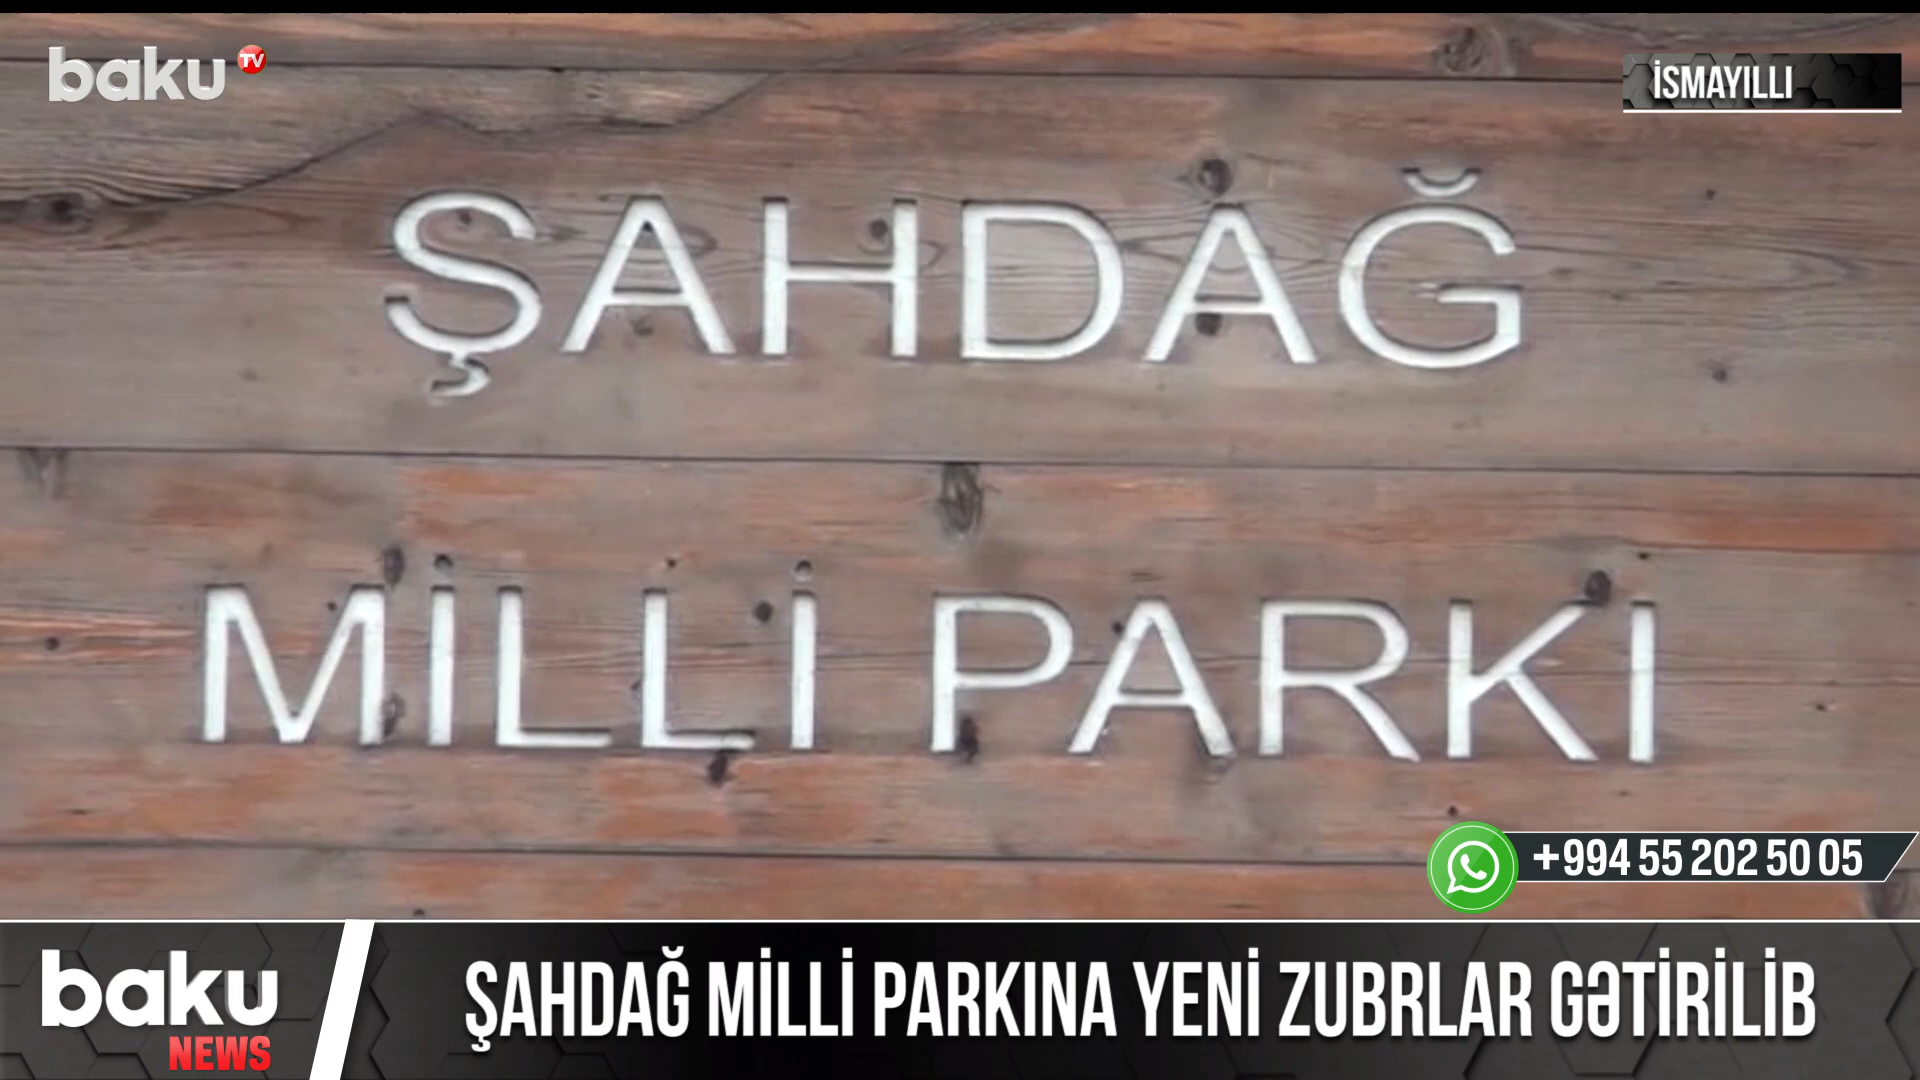 baku TV
İSMAYILLI
ŞAHDAĞ
MİLLİ PARKI
+994 55 202 50 05
baku
NEWS
ŞAHDAĞ MİLLİ PARKINA YENİ ZUBRLAR GƏTİRİLİB